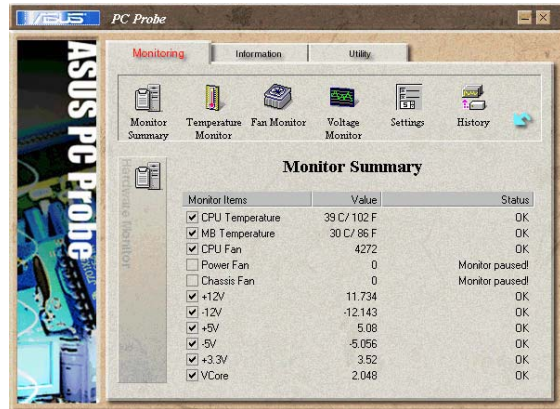 ASUS PC Probe
Monitoring Information Utility
Monitor Summary
Temperature Monitor
Fan Monitor
Voltage Monitor
Settings
History
ASUS PC Probe
Hardware Monitor
Monitor Summary
Monitor Items Value Status
CPU Temperature 39 C/ 102 F OK
MB Temperature 30 C/ 86 F OK
CPU Fan 4272 OK
Power Fan 0 Monitor paused!
Chassis Fan 0 Monitor paused!
+12V 11.734 OK
-12V -12.143 OK
+5V 5.08 OK
-5V -5.056 OK
+3.3V 3.52 OK
VCore 2.048 OK